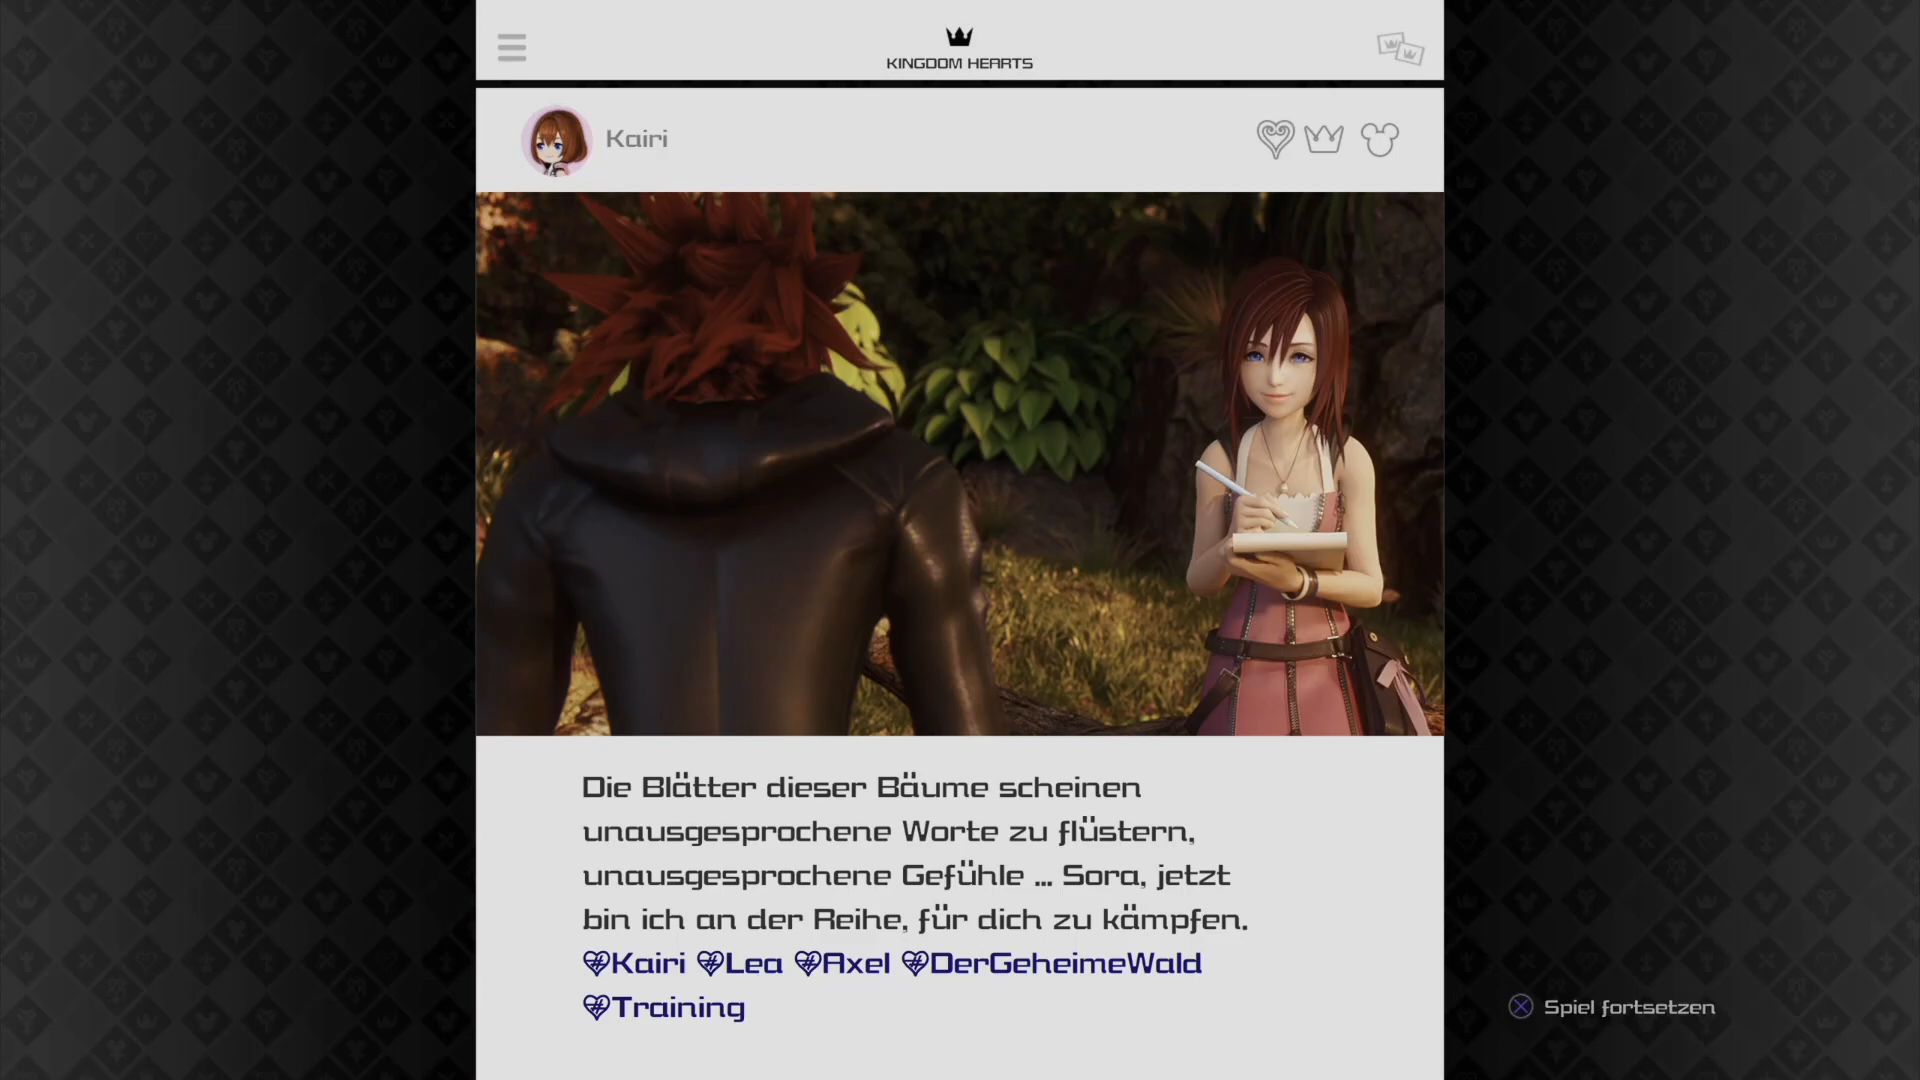 KINGDOM HEARTS
Kairi
Die Blätter dieser Bäume scheinen
unausgesprochene Worte zu flüstern,
unausgesprochene Gefühle ... Sora, jetzt
bin ich an der Reihe, für dich zu kämpfen.
#Kairi #Lea #Axel #DerGeheimeWald
#Training
Spiel fortsetzen